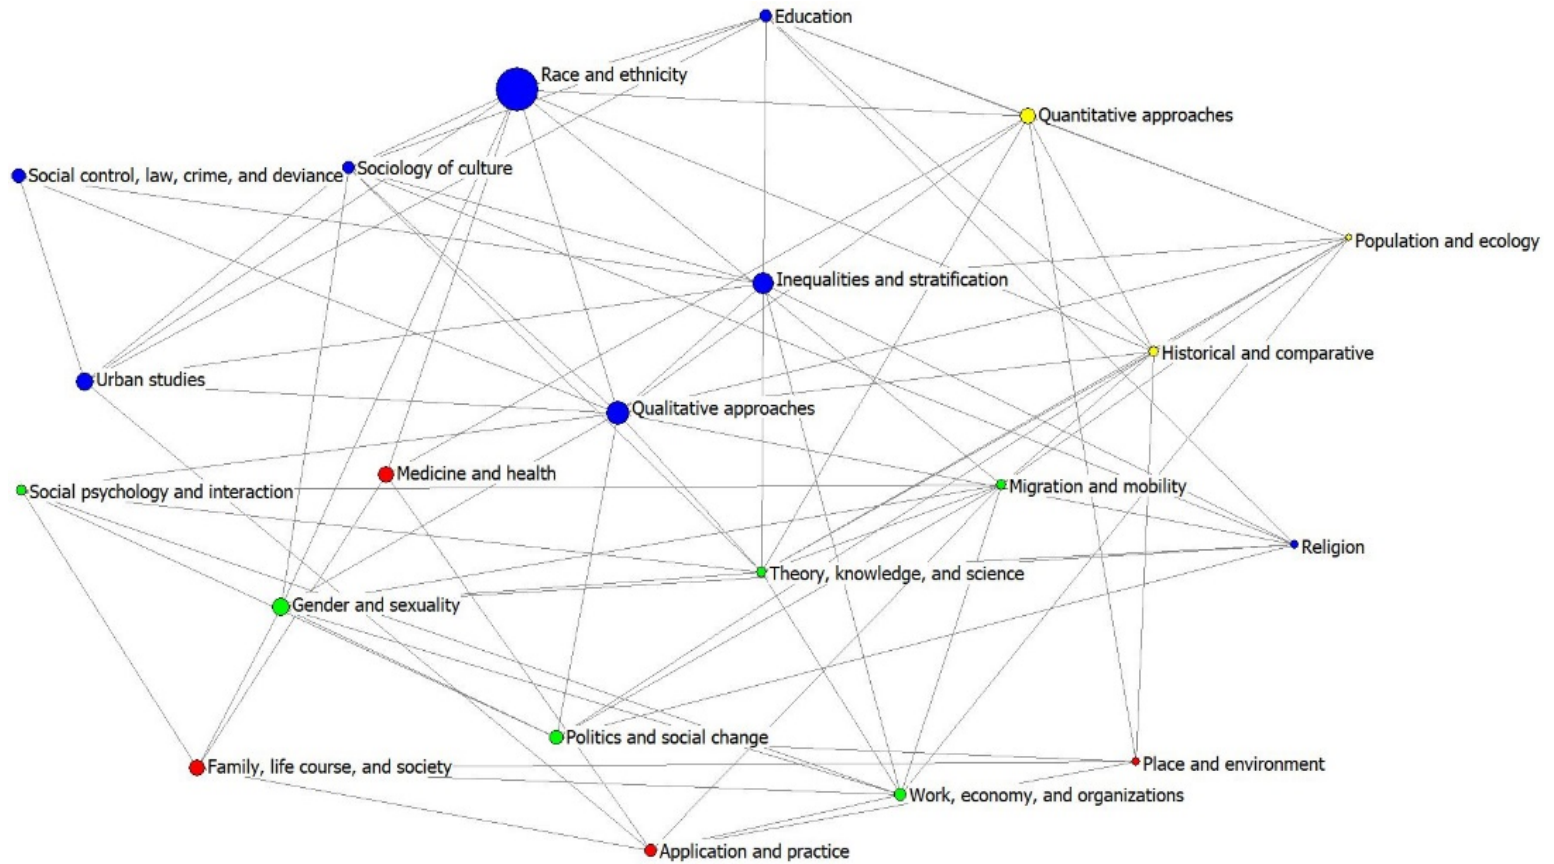 Education
Race and ethnicity
Quantitative approaches
Sociology of culture
Social control, law, crime, and deviance
Population and ecology
Inequalities and stratification
Historical and comparative
Urban studies
Qualitative approaches
Medicine and health
Migration and mobility
Social psychology and interaction
Religion
Theory, knowledge, and science
Gender and sexuality
Politics and social change
Place and environment
Family, life course, and society
Work, economy, and organizations
Application and practice